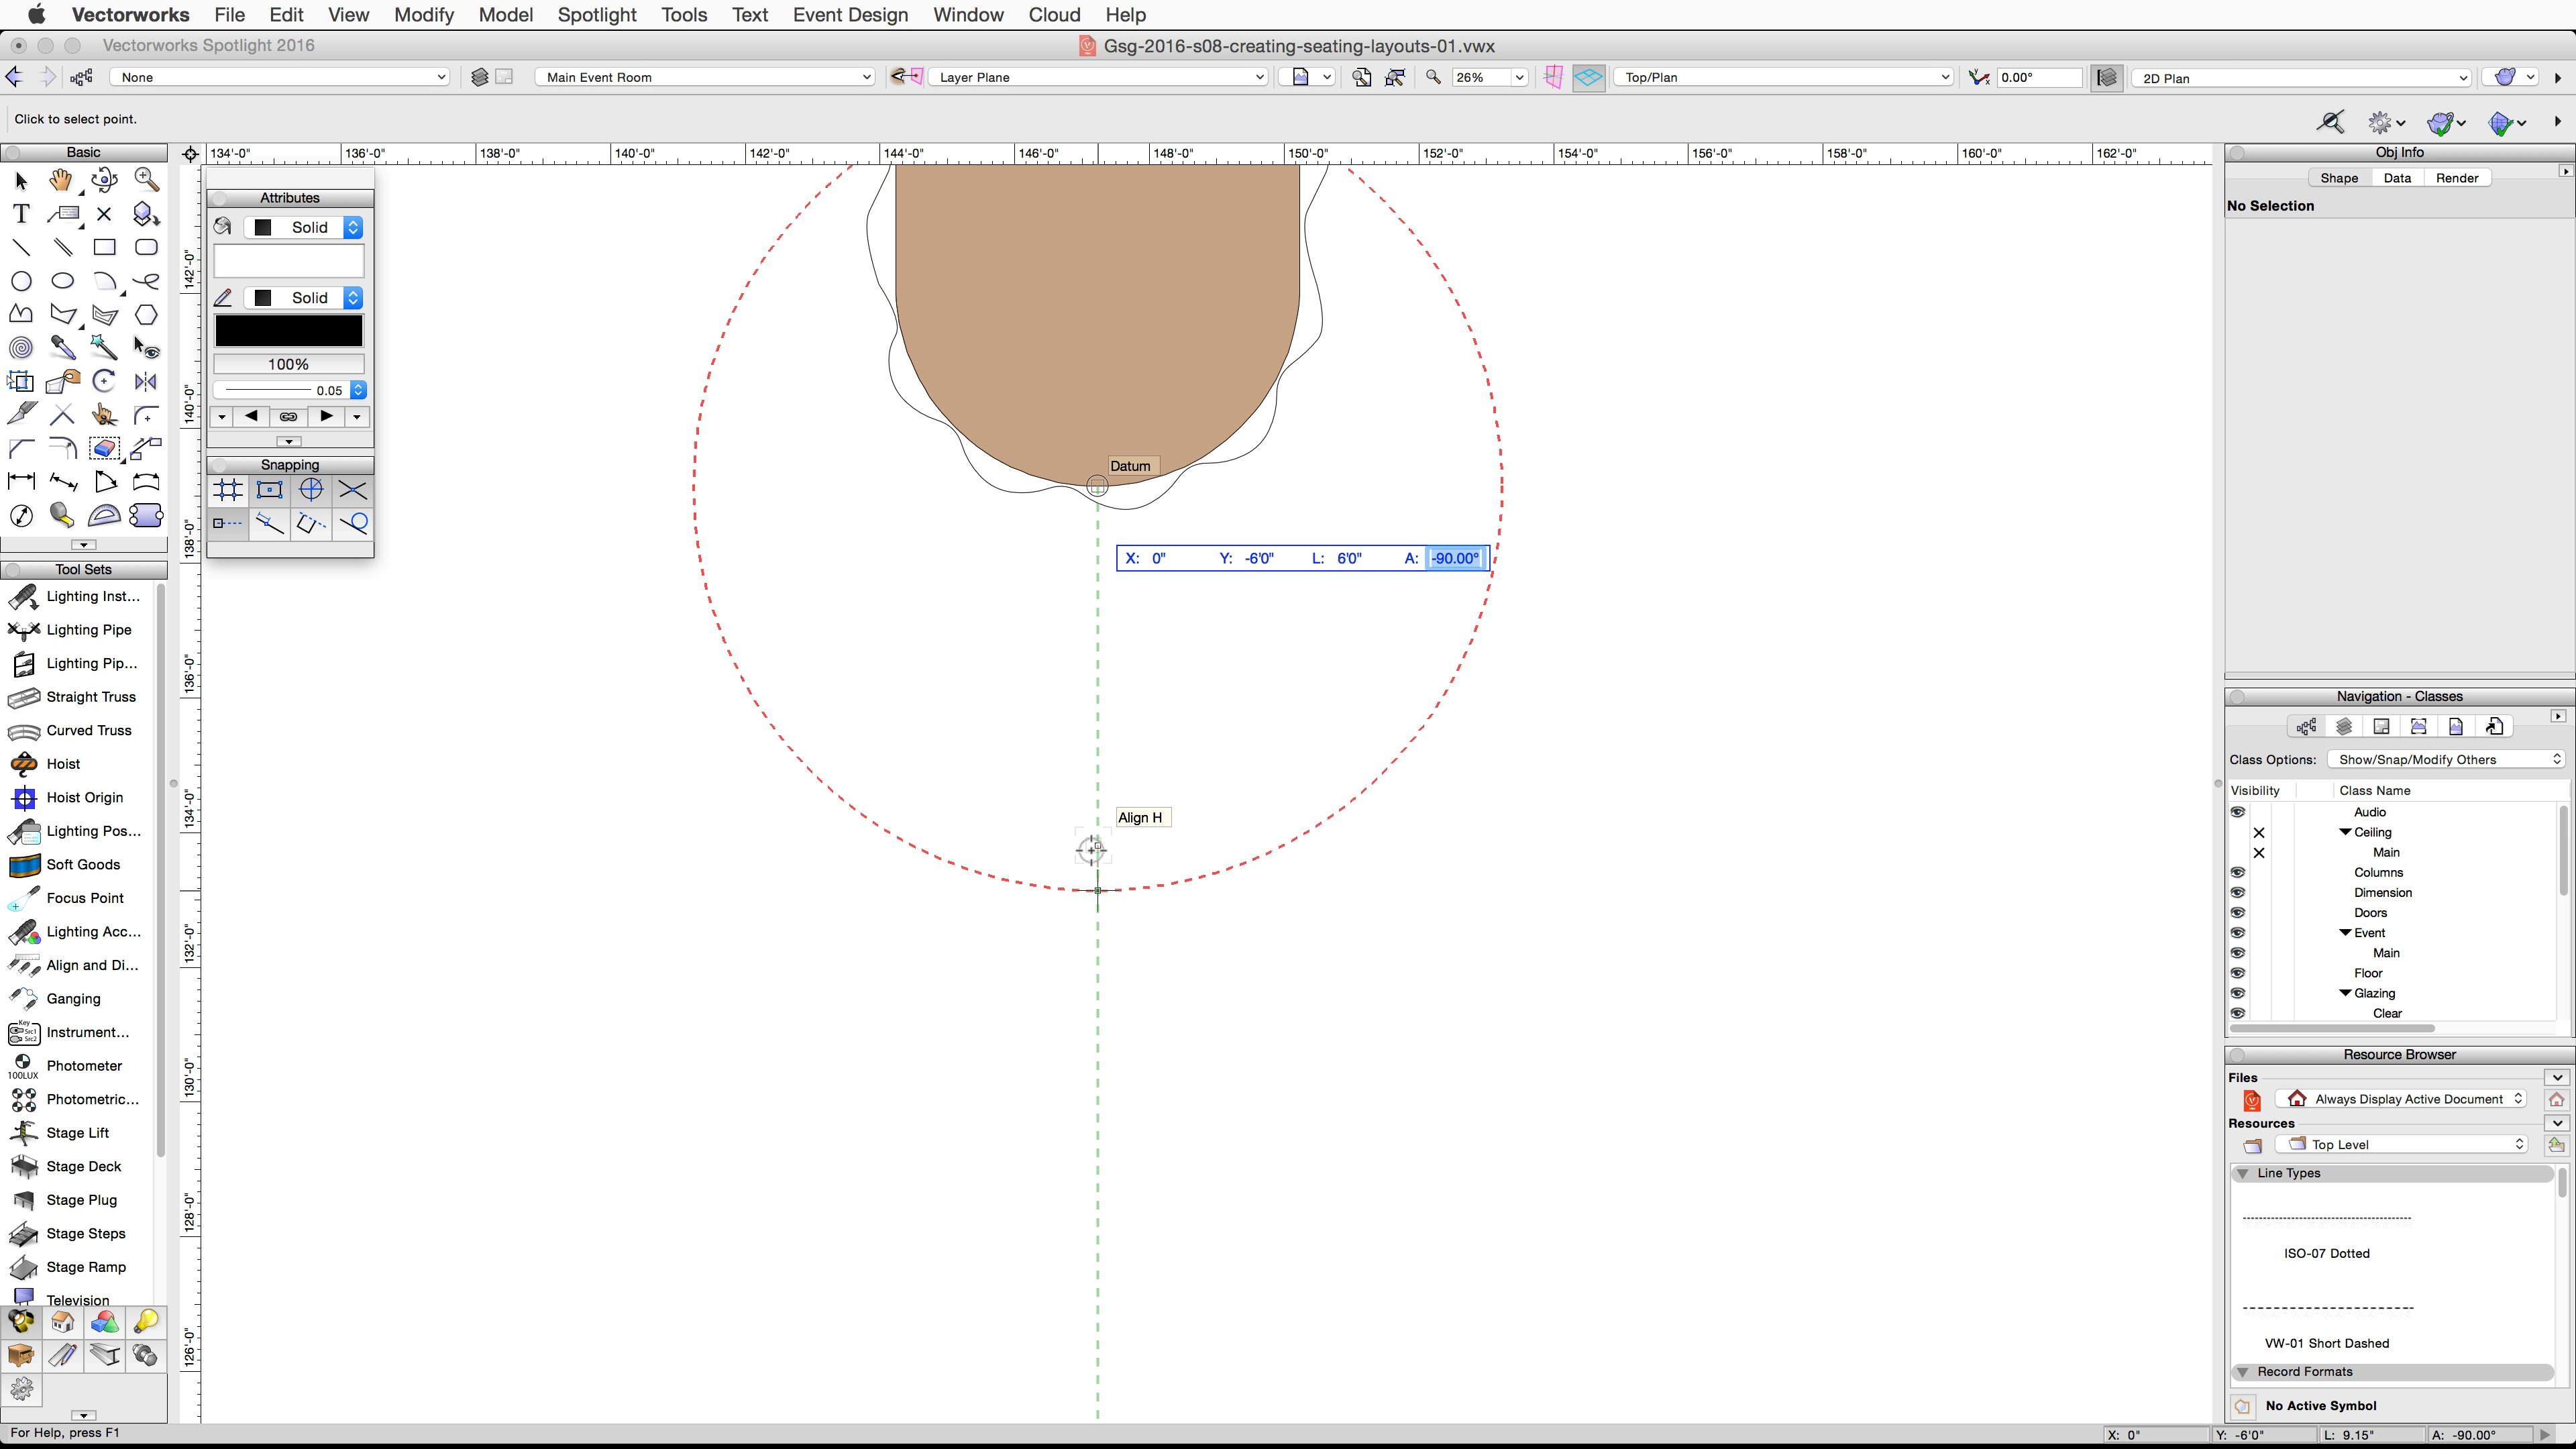 Vectorworks File Edit View Modify Model Spotlight Tools Text Event Design Window Cloud Help
Vectorworks Spotlight 2016
Gsg-2016-s08-creating-seating-layouts-01.vwx
None
Main Event Room
Layer Plane
26%
Top/Plan
0.00°
2D Plan
Click to select point.
Basic
134'-0" 136'-0" 138'-0" 140'-0" 142'-0" 144'-0" 146'-0" 148'-0" 150'-0" 152'-0" 154'-0" 156'-0" 158'-0" 160'-0" 162'-0"
142'-0"
140'-0"
138'-0"
136'-0"
134'-0"
132'-0"
130'-0"
128'-0"
126'-0"
Attributes
Solid
Solid
100%
0.05
Snapping
Tool Sets
Lighting Inst...
Lighting Pipe
Lighting Pip...
Straight Truss
Curved Truss
Hoist
Hoist Origin
Lighting Pos...
Soft Goods
Focus Point
Lighting Acc...
Align and Di...
Ganging
Key
Src1
Src2
Instrument...
100LUX
Photometer
Photometric...
Stage Lift
Stage Deck
Stage Plug
Stage Steps
Stage Ramp
Television
Datum
X: 0" Y: -6'0" L: 6'0" A: -90.00°
Align H
Obj Info
Shape Data Render
No Selection
Navigation - Classes
Class Options: Show/Snap/Modify Others
Visibility Class Name
Audio
Ceiling
Main
Columns
Dimension
Doors
Event
Main
Floor
Glazing
Clear
Resource Browser
Files
Always Display Active Document
Resources
Top Level
Line Types
ISO-07 Dotted
VW-01 Short Dashed
Record Formats
No Active Symbol
For Help, press F1
X: 0" Y: -6'0" L: 9.15" A: -90.00°